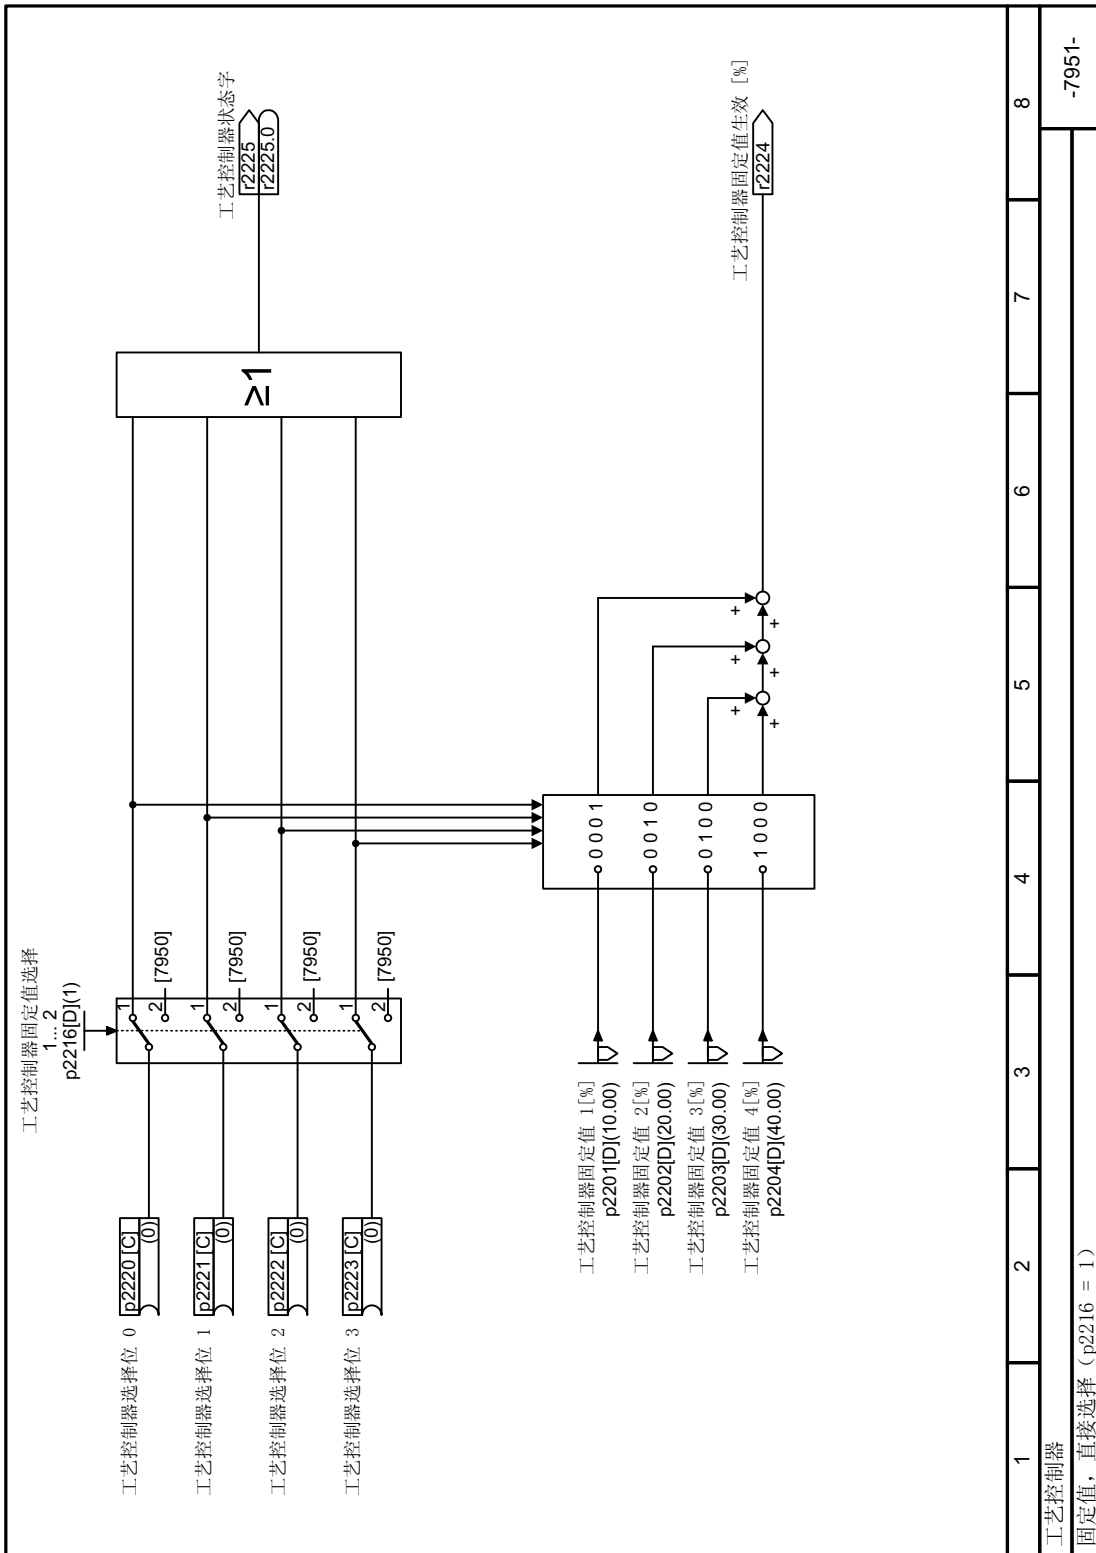 工艺控制器固定值选择
1... 2
p2216[D](1)
工艺控制器选择位 0
p2220 [C]
(0)
1
2
[7950]
工艺控制器选择位 1
p2221 [C]
(0)
1
2
[7950]
工艺控制器选择位 2
p2222 [C]
(0)
1
2
[7950]
工艺控制器选择位 3
p2223 [C]
(0)
1
2
[7950]
≥1
工艺控制器状态字
r2225
r2225.0
工艺控制器固定值 1[%]
p2201[D](10.00)
0 0 0 1
工艺控制器固定值 2[%]
p2202[D](20.00)
0 0 1 0
工艺控制器固定值 3[%]
p2203[D](30.00)
0 1 0 0
工艺控制器固定值 4[%]
p2204[D](40.00)
1 0 0 0
+
+
+
+
+
+
工艺控制器固定值生效 [%]
r2224
1 2 3 4 5 6 7 8
工艺控制器
固定值，直接选择（p2216 = 1）
-7951-